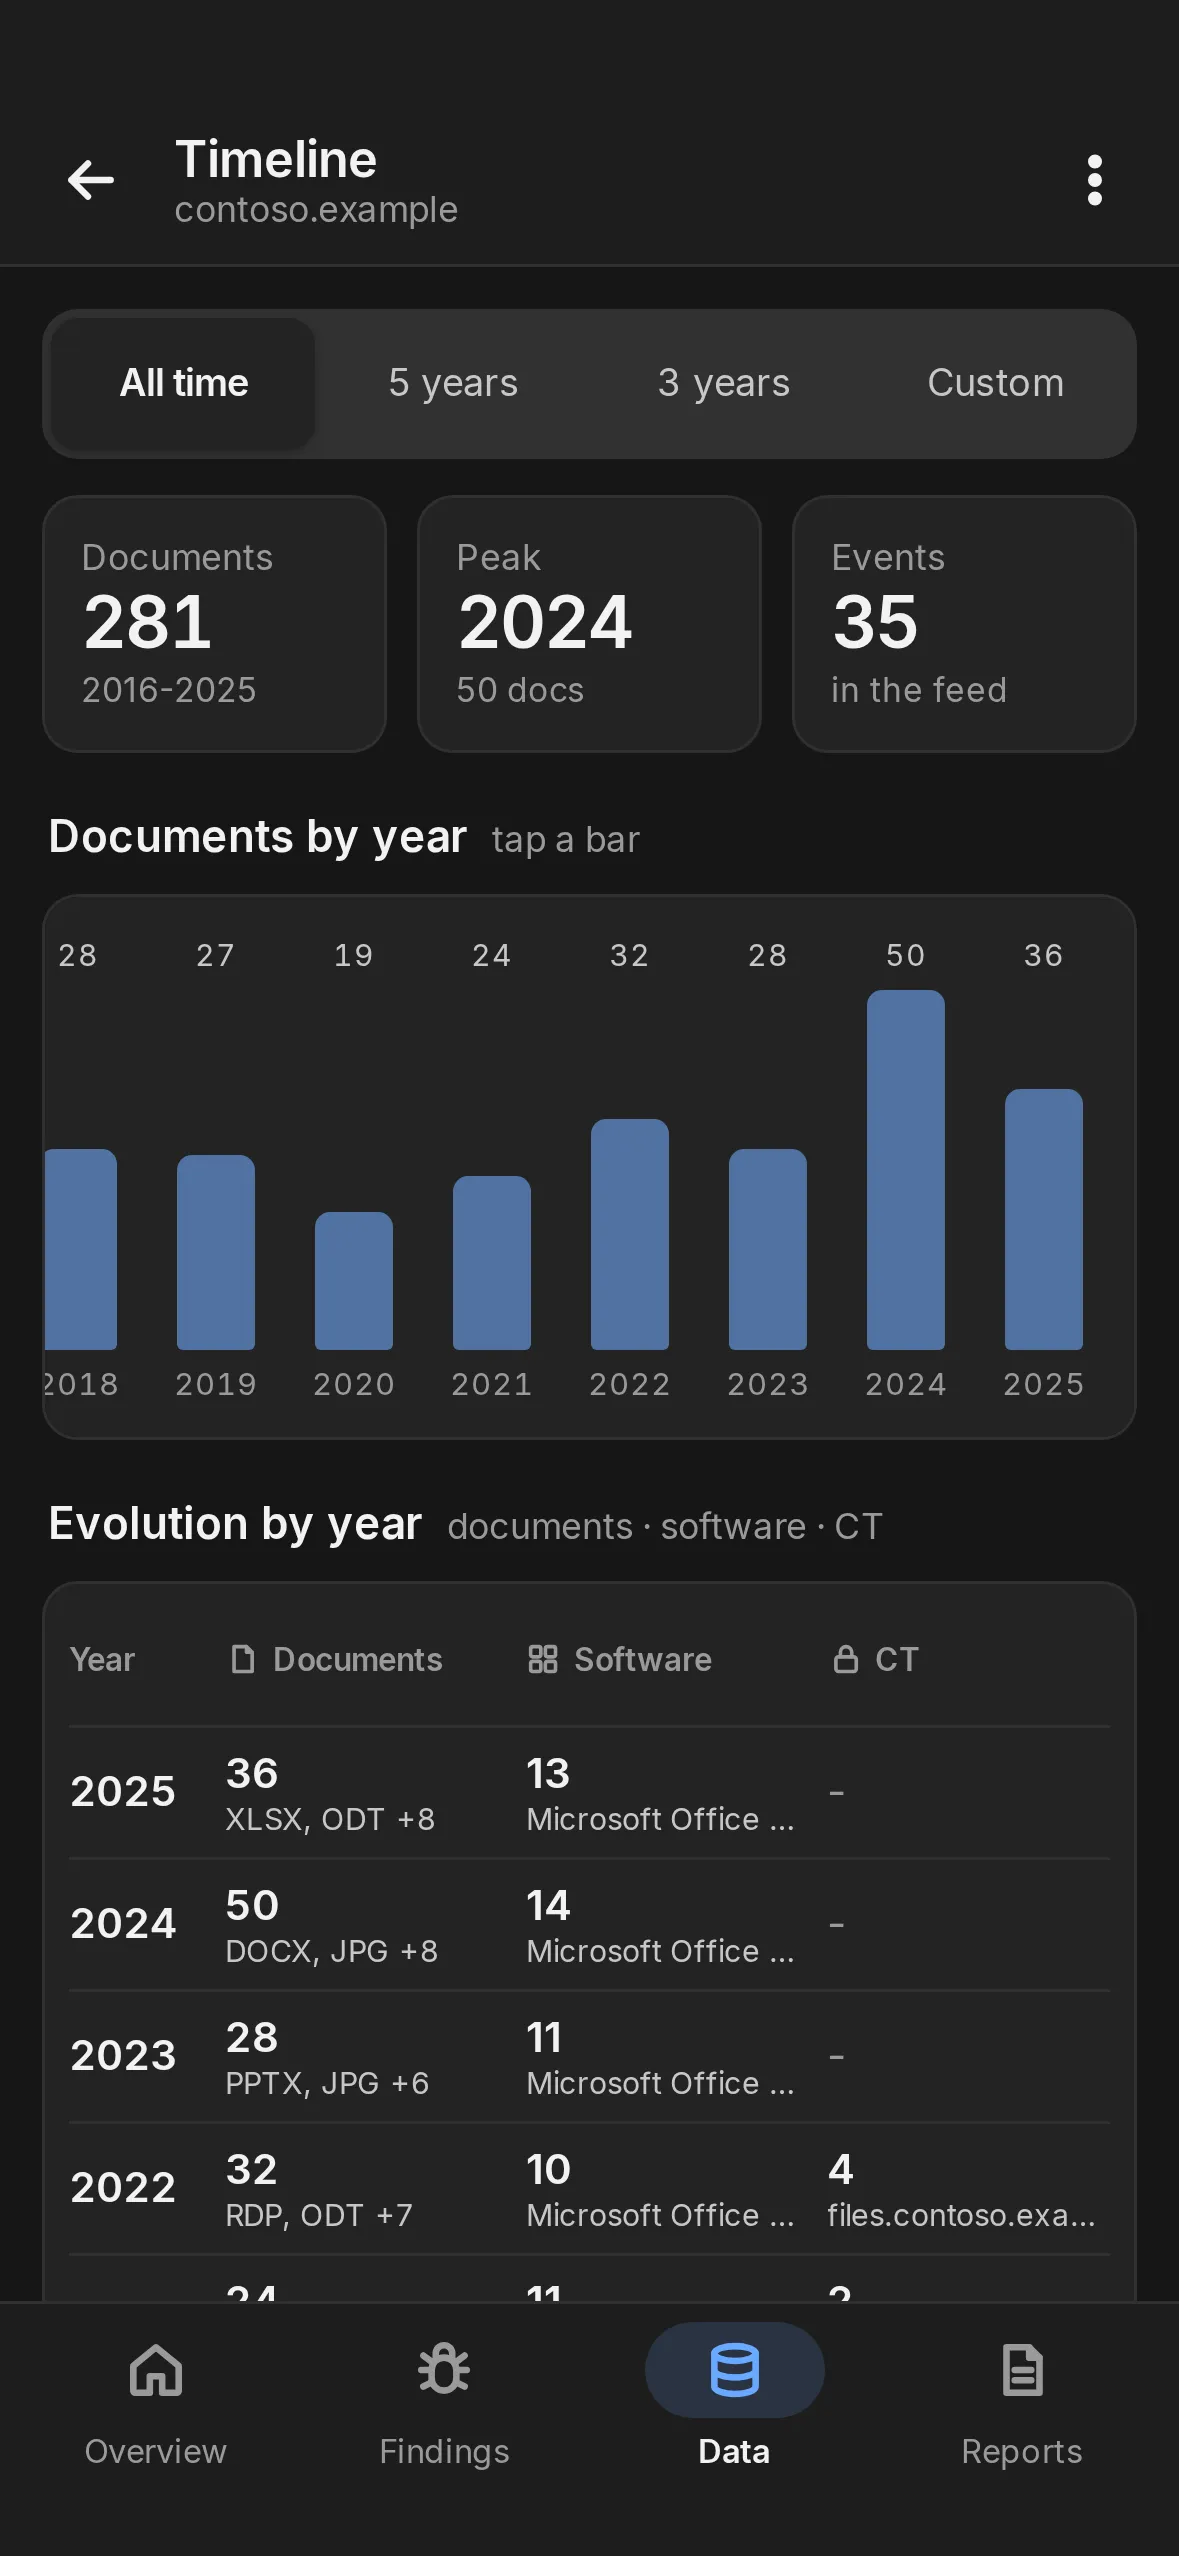 Timeline
contoso.example
All time 5 years 3 years Custom
Documents Peak Events
281 2024 35
2016-2025 50 docs in the feed
Documents by year tap a bar
28 27 19 24 32 28 50 36
2018 2019 2020 2021 2022 2023 2024 2025
Evolution by year documents · software · CT
Year Documents Software CT
2025 36 13 -
XLSX, ODT +8 Microsoft Office ...
2024 50 14 -
DOCX, JPG +8 Microsoft Office ...
2023 28 11 -
PPTX, JPG +6 Microsoft Office ...
2022 32 10 4
RDP, ODT +7 Microsoft Office ... files.contoso.exa...
24 11 2
Overview Findings Data Reports